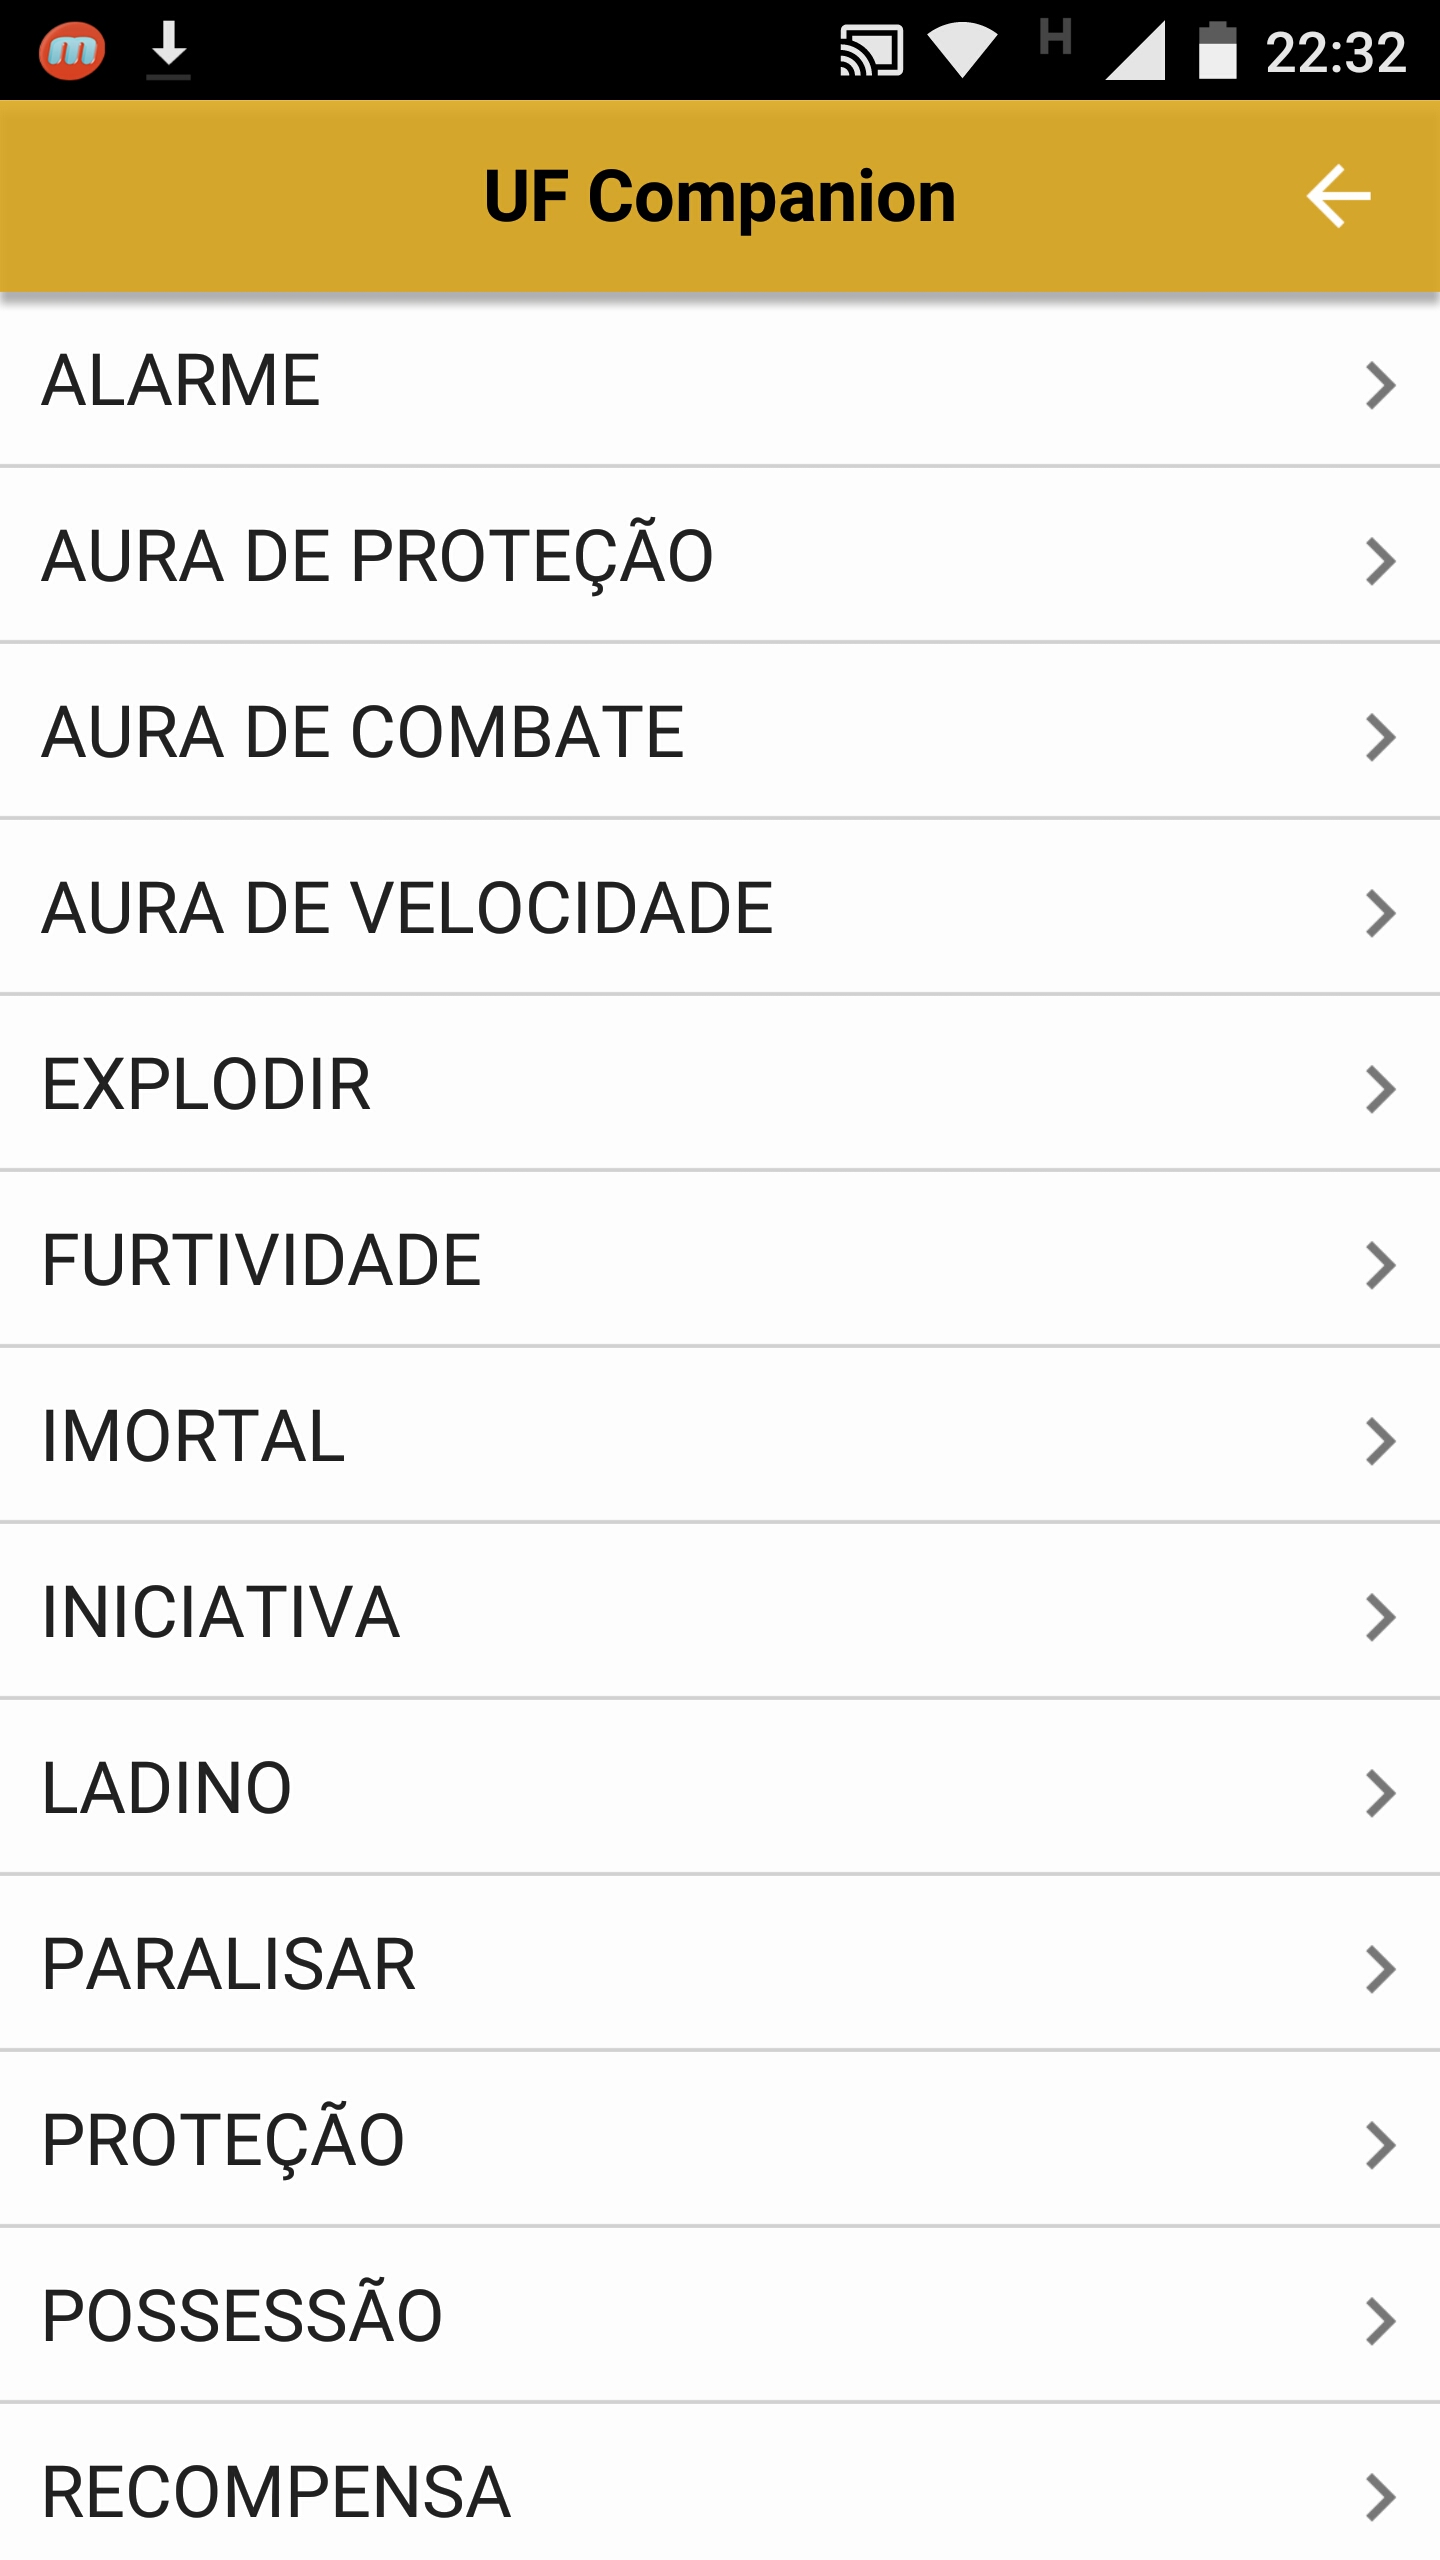 m
H
22:32
UF Companion
ALARME
AURA DE PROTEÇÃO
AURA DE COMBATE
AURA DE VELOCIDADE
EXPLODIR
FURTIVIDADE
IMORTAL
INICIATIVA
LADINO
PARALISAR
PROTEÇÃO
POSSESSÃO
RECOMPENSA